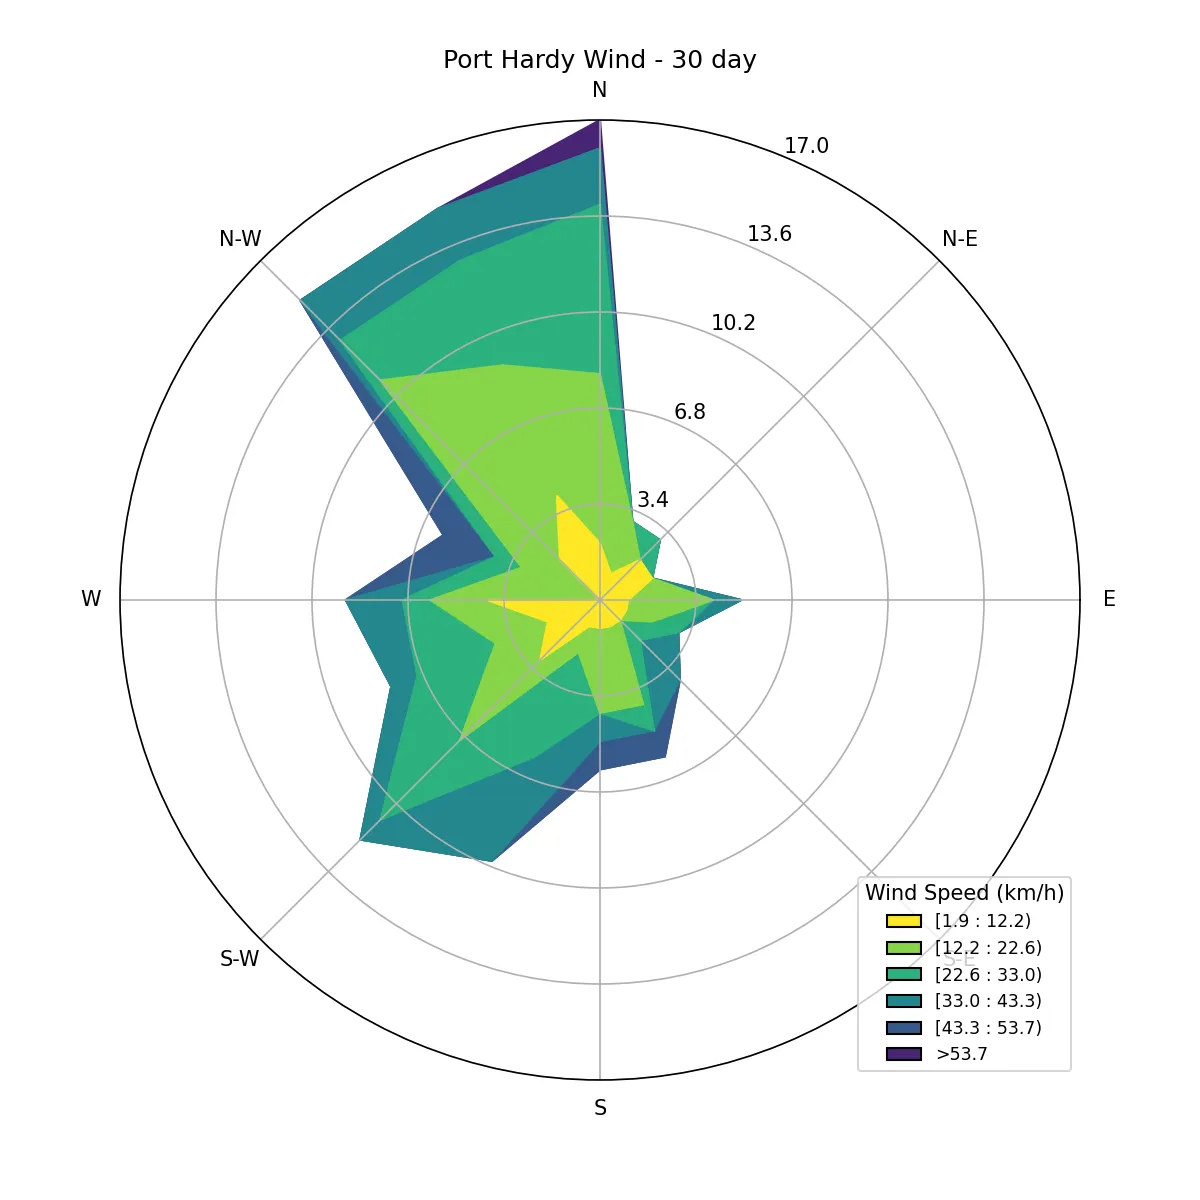 Port Hardy Wind - 30 day
N
17.0
13.6
N-W
N-E
10.2
6.8
3.4
W
E
S-W
S-E
S
Wind Speed (km/h)
[1.9 : 12.2)
[12.2 : 22.6)
[22.6 : 33.0)
[33.0 : 43.3)
[43.3 : 53.7)
>53.7